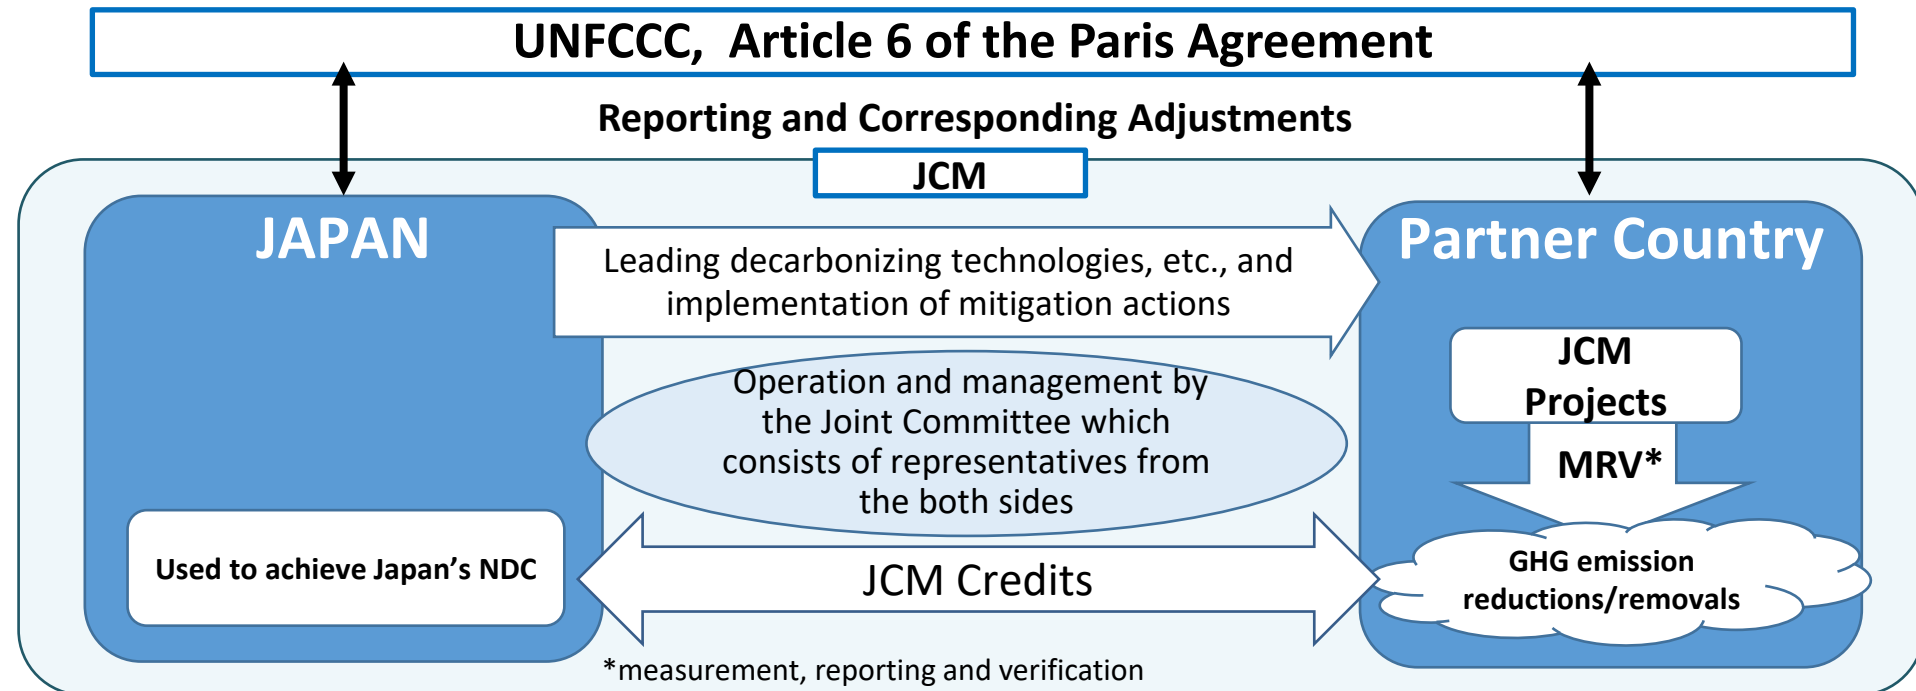 UNFCCC,  Article 6 of the Paris Agreement
Reporting and Corresponding Adjustments
JCM
JAPAN
Partner Country
Leading decarbonizing technologies, etc., and
implementation of mitigation actions
JCM
Projects
Operation and management by
the Joint Committee which
consists of representatives from
the both sides
MRV*
Used to achieve Japan’s NDC
JCM Credits
GHG emission
reductions/removals
*measurement, reporting and verification